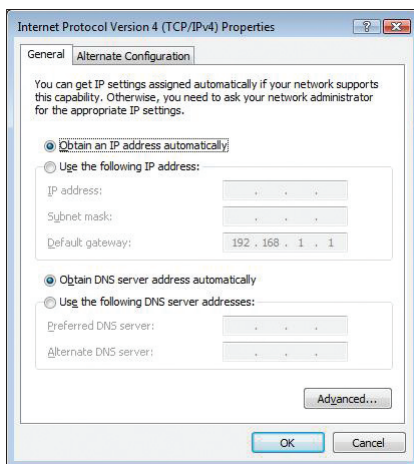 Internet Protocol Version 4 (TCP/IPv4) Properties
General
Alternate Configuration
You can get IP settings assigned automatically if your network supports
this capability. Otherwise, you need to ask your network administrator
for the appropriate IP settings.
Obtain an IP address automatically
Use the following IP address:
IP address:
Subnet mask:
Default gateway: 192 . 168 . 1 . 1
Obtain DNS server address automatically
Use the following DNS server addresses:
Preferred DNS server:
Alternate DNS server:
Advanced...
OK Cancel